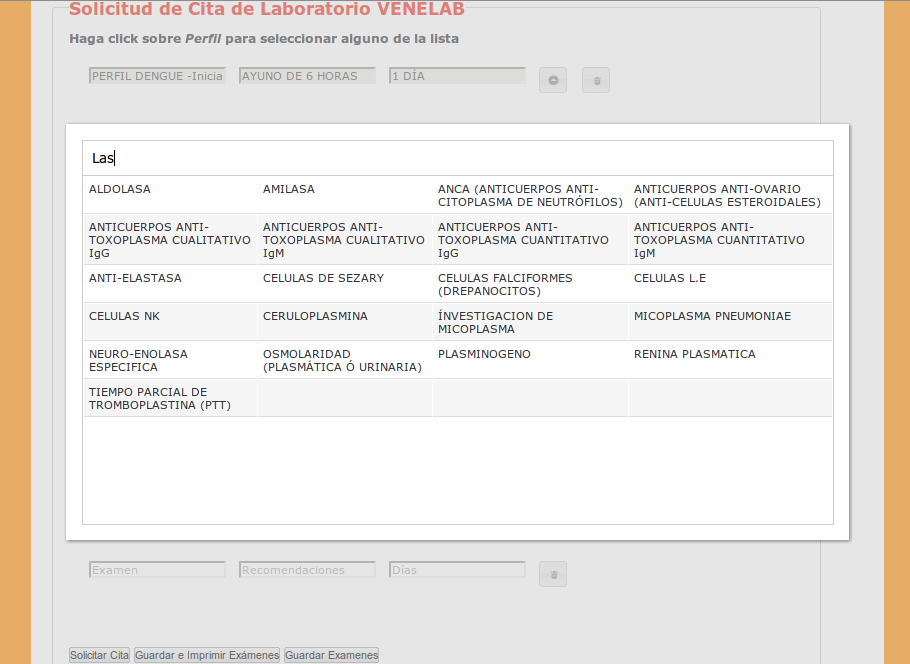 Solicitud de Cita de Laboratorio VENELAB
Haga click sobre Perfil para seleccionar alguno de la lista
PERFIL DENGUE -Inicia AYUNO DE 6 HORAS 1 DÍA
Las
ALDOLASA
AMILASA
ANCA (ANTICUERPOS ANTI-
CITOPLASMA DE NEUTRÓFILOS)
ANTICUERPOS ANTI-OVARIO
(ANTI-CELULAS ESTEROIDALES)
ANTICUERPOS ANTI-
TOXOPLASMA CUALITATIVO
IgG
ANTICUERPOS ANTI-
TOXOPLASMA CUALITATIVO
IgM
ANTICUERPOS ANTI-
TOXOPLASMA CUANTITATIVO
IgG
ANTICUERPOS ANTI-
TOXOPLASMA CUANTITATIVO
IgM
ANTI-ELASTASA
CELULAS DE SEZARY
CELULAS FALCIFORMES
(DREPANOCITOS)
CELULAS L.E
CELULAS NK
CERULOPLASMINA
ÍNVESTIGACION DE
MICOPLASMA
MICOPLASMA PNEUMONIAE
NEURO-ENOLASA
ESPECIFICA
OSMOLARIDAD
(PLASMÁTICA Ó URINARIA)
PLASMINOGENO
RENINA PLASMATICA
TIEMPO PARCIAL DE
TROMBOPLASTINA (PTT)
Examen Recomendaciones Días
Solicitar Cita Guardar e Imprimir Exámenes Guardar Examenes